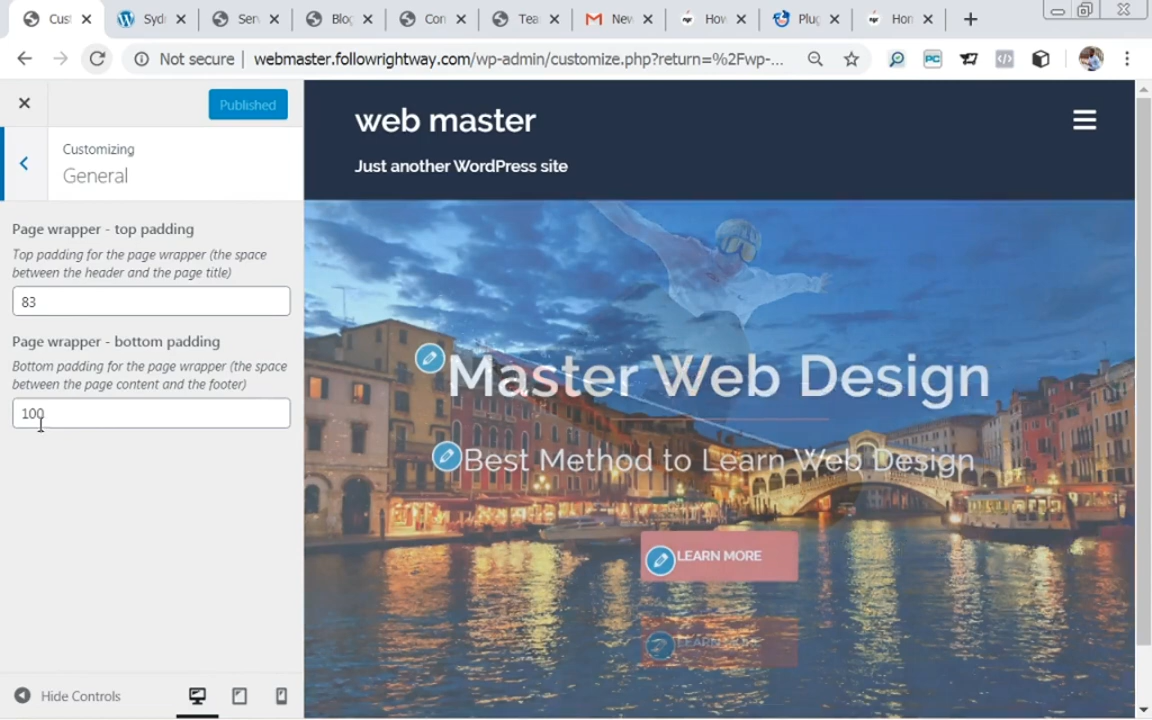 Cus
Syd
Ser
Blo
Con
Tea
New
How
Plug
Hon
Not secure
webmaster.followrightway.com/wp-admin/customize.php?return=%2Fwp-...
PC
Published
Customizing
General
Page wrapper - top padding
Top padding for the page wrapper (the space
between the header and the page title)
83
Page wrapper - bottom padding
Bottom padding for the page wrapper (the space
between the page content and the footer)
100
Hide Controls
web master
Just another WordPress site
Master Web Design
Best Method to Learn Web Design
LEARN MORE